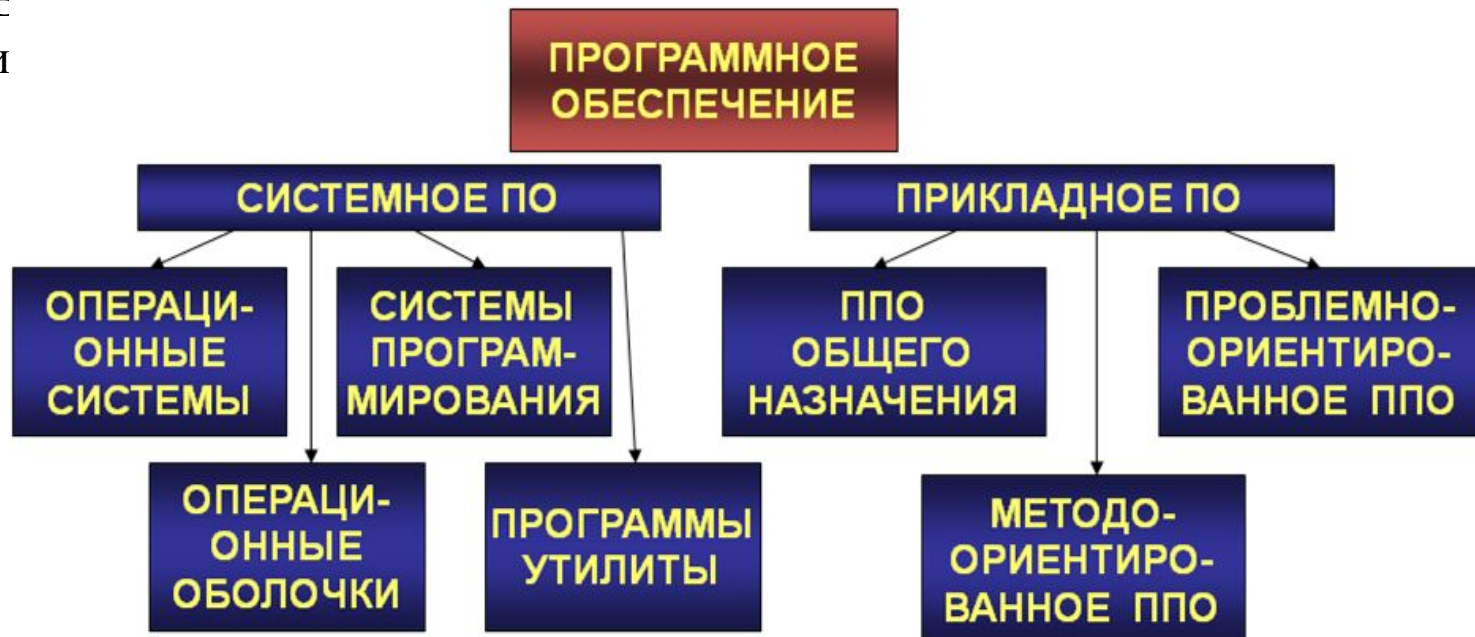 и
ПРОГРАММНОЕ
ОБЕСПЕЧЕНИЕ
СИСТЕМНОЕ ПО
ПРИКЛАДНОЕ ПО
ОПЕРАЦИ-
ОННЫЕ
СИСТЕМЫ
СИСТЕМЫ
ПРОГРАМ-
МИРОВАНИЯ
ППО
ОБЩЕГО
НАЗНАЧЕНИЯ
ПРОБЛЕМНО-
ОРИЕНТИРО-
ВАННОЕ ППО
ОПЕРАЦИ-
ОННЫЕ
ОБОЛОЧКИ
ПРОГРАММЫ
УТИЛИТЫ
МЕТОДО-
ОРИЕНТИРО-
ВАННОЕ ППО